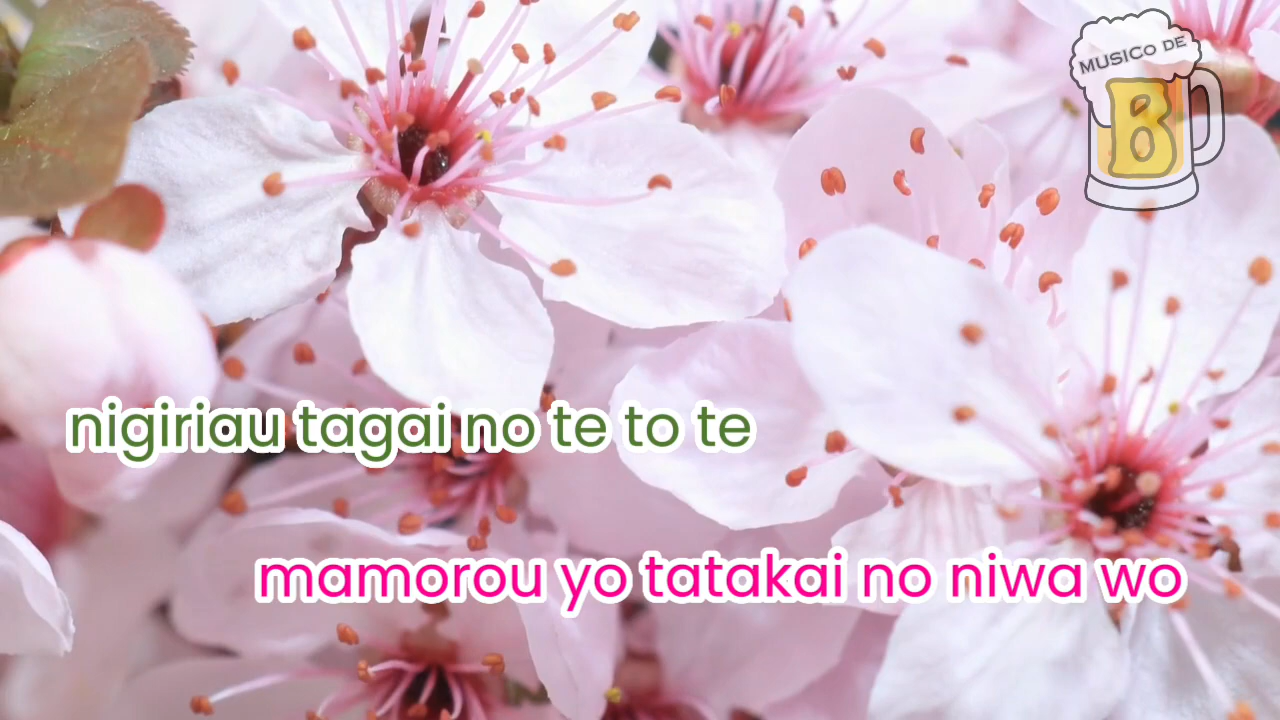 MUSICO DE
B
nigiriau tagai no te to te
mamorou yo tatakai no niwa wo